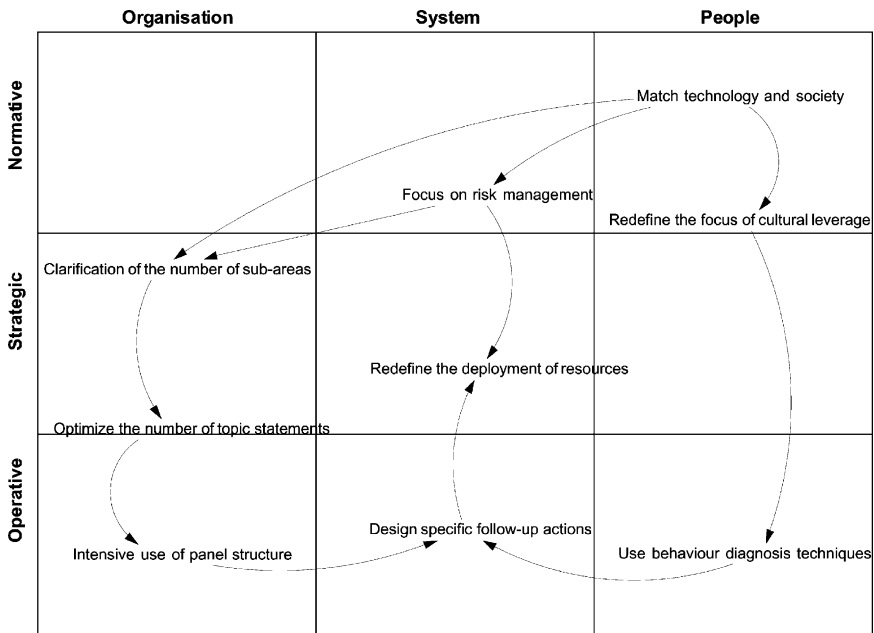 Organisation
System
People
Normative
Match technology and society
Focus on risk management
Redefine the focus of cultural leverage
Strategic
Clarification of the number of sub-areas
Redefine the deployment of resources
Optimize the number of topic statements
Operative
Design specific follow-up actions
Intensive use of panel structure
Use behaviour diagnosis techniques